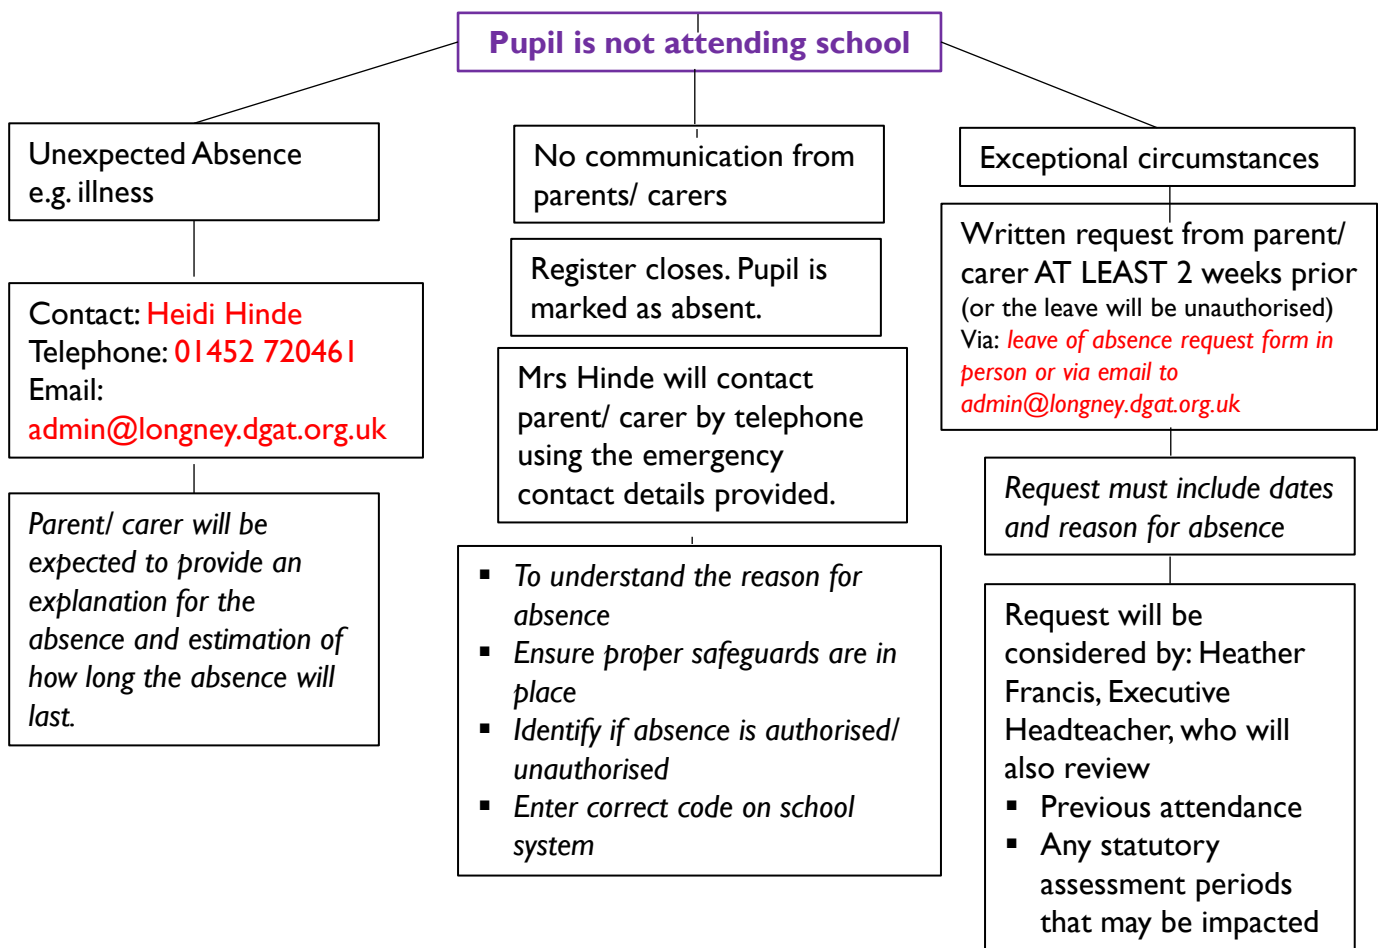 Pupil is not attending school
Unexpected Absence
e.g. illness
Contact: Heidi Hinde
Telephone: 01452 720461
Email:
admin@longney.dgat.org.uk
Parent/ carer will be
expected to provide an
explanation for the
absence and estimation of
how long the absence will
last.
No communication from
parents/ carers
Register closes. Pupil is
marked as absent.
Mrs Hinde will contact
parent/ carer by telephone
using the emergency
contact details provided.
▪ To understand the reason for
absence
▪ Ensure proper safeguards are in
place
▪ Identify if absence is authorised/
unauthorised
▪ Enter correct code on school
system
Exceptional circumstances
Written request from parent/
carer AT LEAST 2 weeks prior
(or the leave will be unauthorised)
Via: leave of absence request form in
person or via email to
admin@longney.dgat.org.uk
Request must include dates
and reason for absence
Request will be
considered by: Heather
Francis, Executive
Headteacher, who will
also review
▪ Previous attendance
▪ Any statutory
assessment periods
that may be impacted